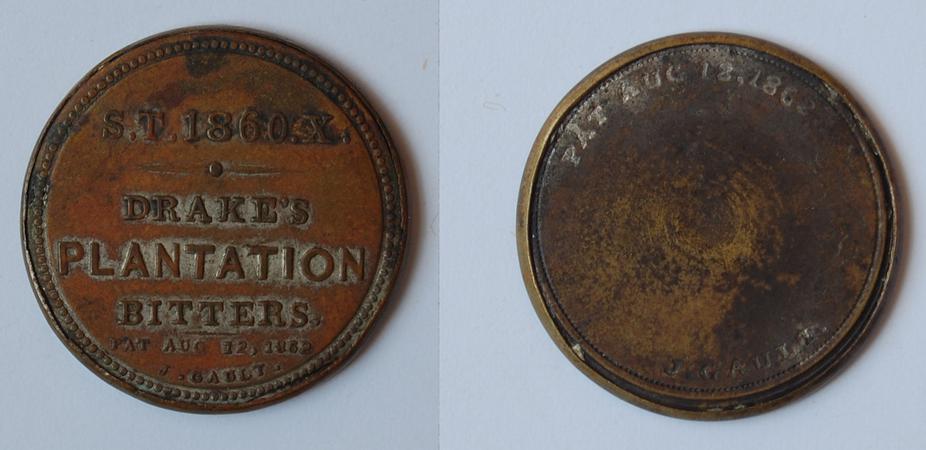 S.T. 1860.X.
DRAKE'S
PLANTATION
BITTERS,
PAT AUG 12, 1862
J. GAULT.
PAT AUG 12, 1862
J. GAULT.